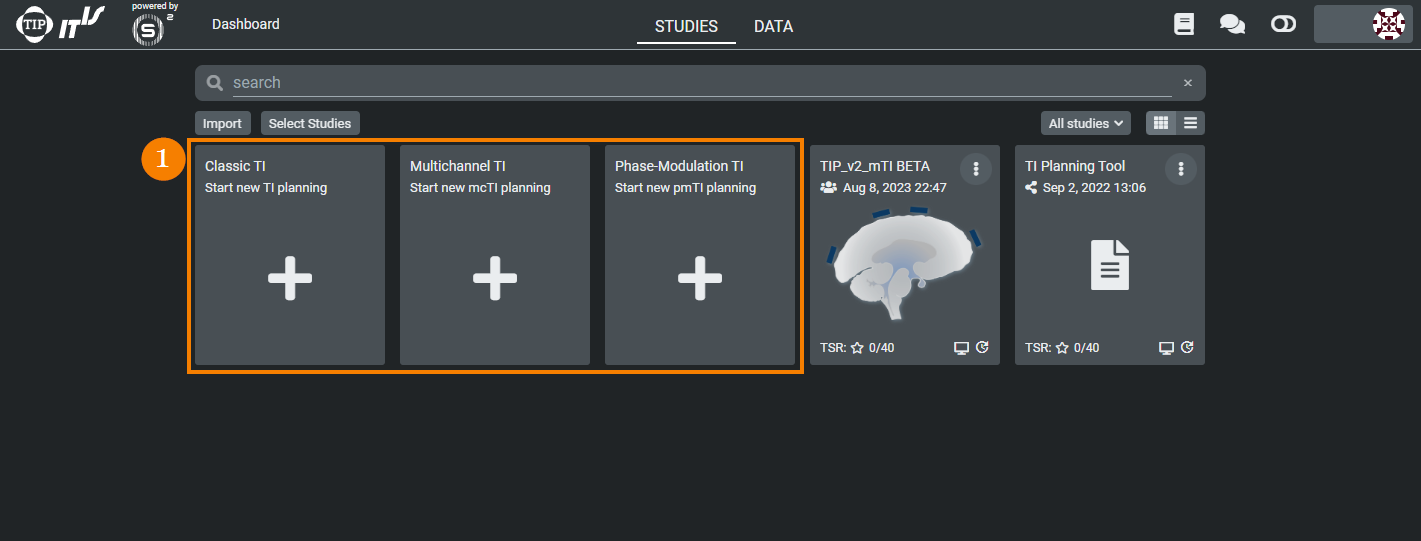 TIP
IT'IS
powered by
S
2
Dashboard
STUDIES
DATA
search
×
Import
Select Studies
All studies
1
Classic TI
Start new TI planning
Multichannel TI
Start new mcTI planning
Phase-Modulation TI
Start new pmTI planning
TIP_v2_mTI BETA
Aug 8, 2023 22:47
TSR: 0/40
TI Planning Tool
Sep 2, 2022 13:06
TSR: 0/40